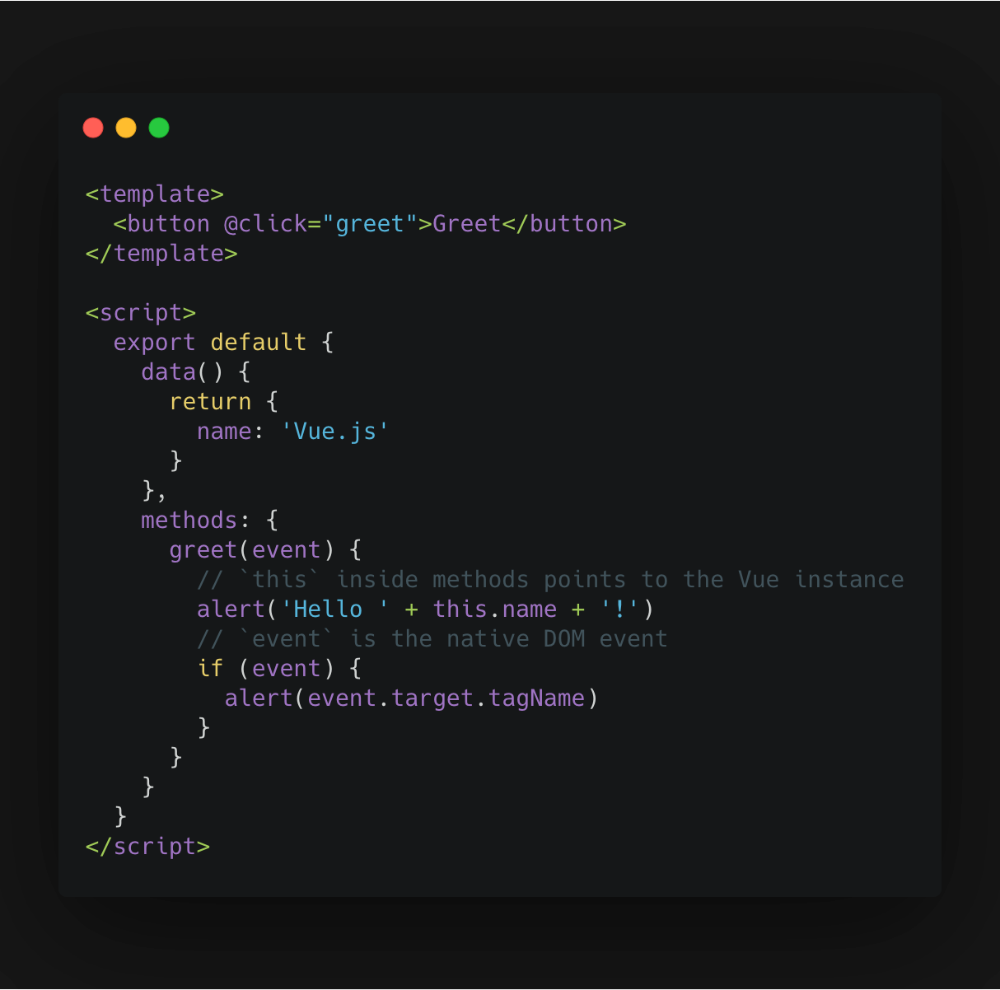 <template>
  <button @click="greet">Greet</button>
</template>

<script>
  export default {
    data() {
      return {
        name: 'Vue.js'
      }
    },
    methods: {
      greet(event) {
        // `this` inside methods points to the Vue instance
        alert('Hello ' + this.name + '!')
        // `event` is the native DOM event
        if (event) {
          alert(event.target.tagName)
        }
      }
    }
  }
</script>